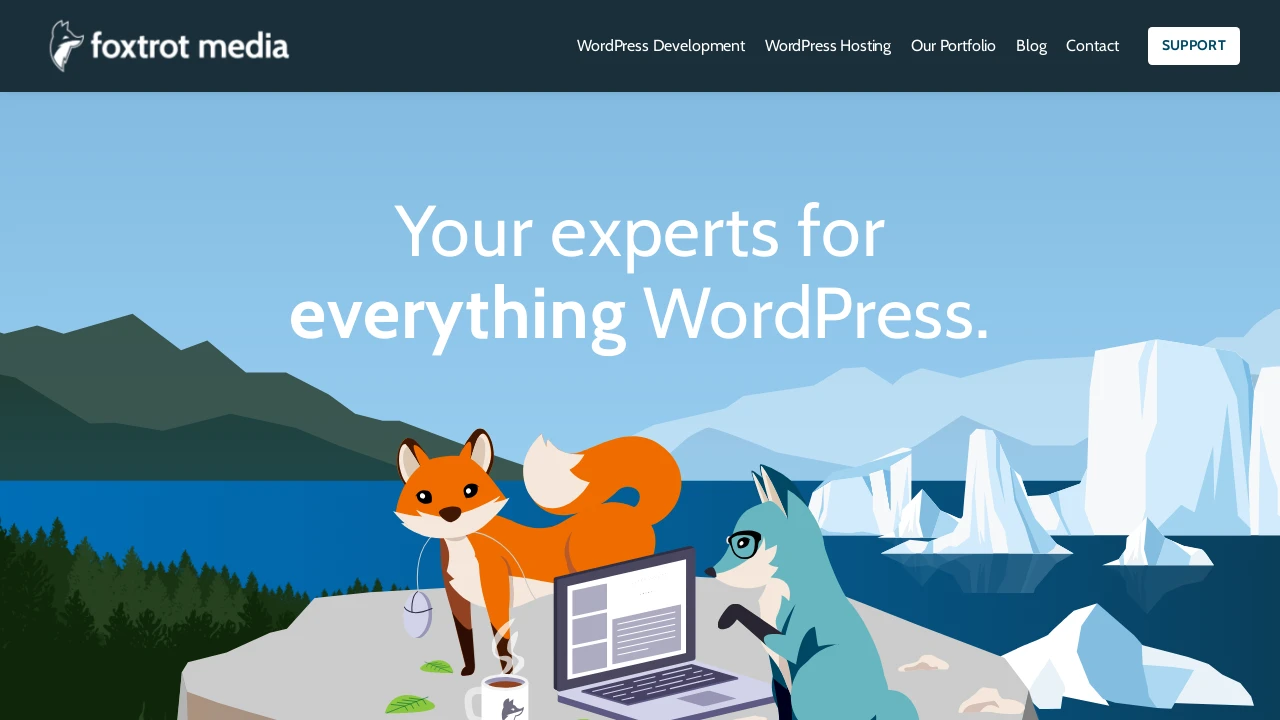 foxtrot media
WordPress Development WordPress Hosting Our Portfolio Blog Contact SUPPORT
Your experts for
everything WordPress.